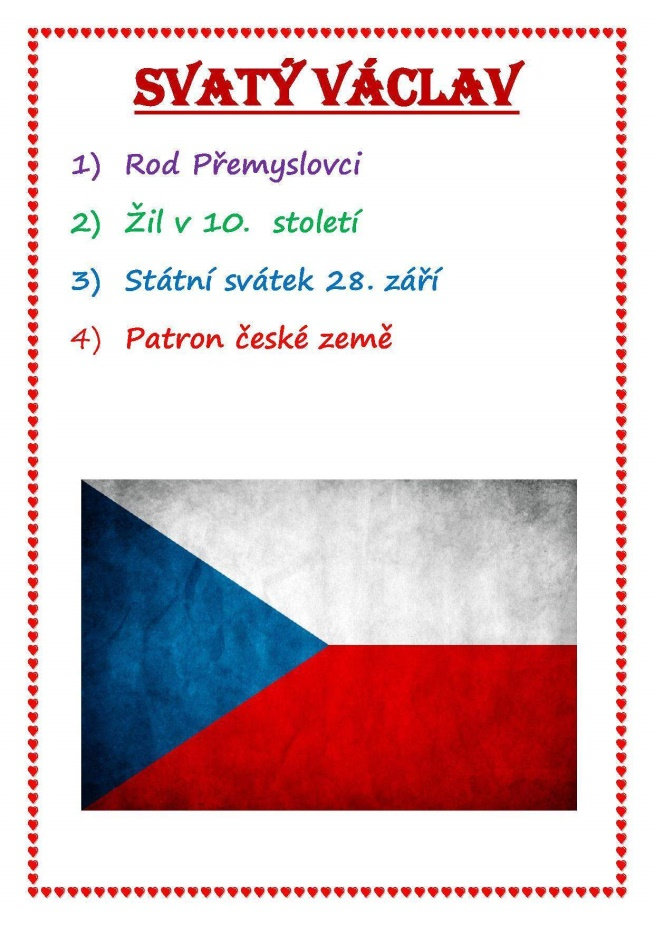 SVATÝ VÁCLAV
1) Rod Přemyslovci
2) Žil v 10. století
3) Státní svátek 28. září
4) Patron české země